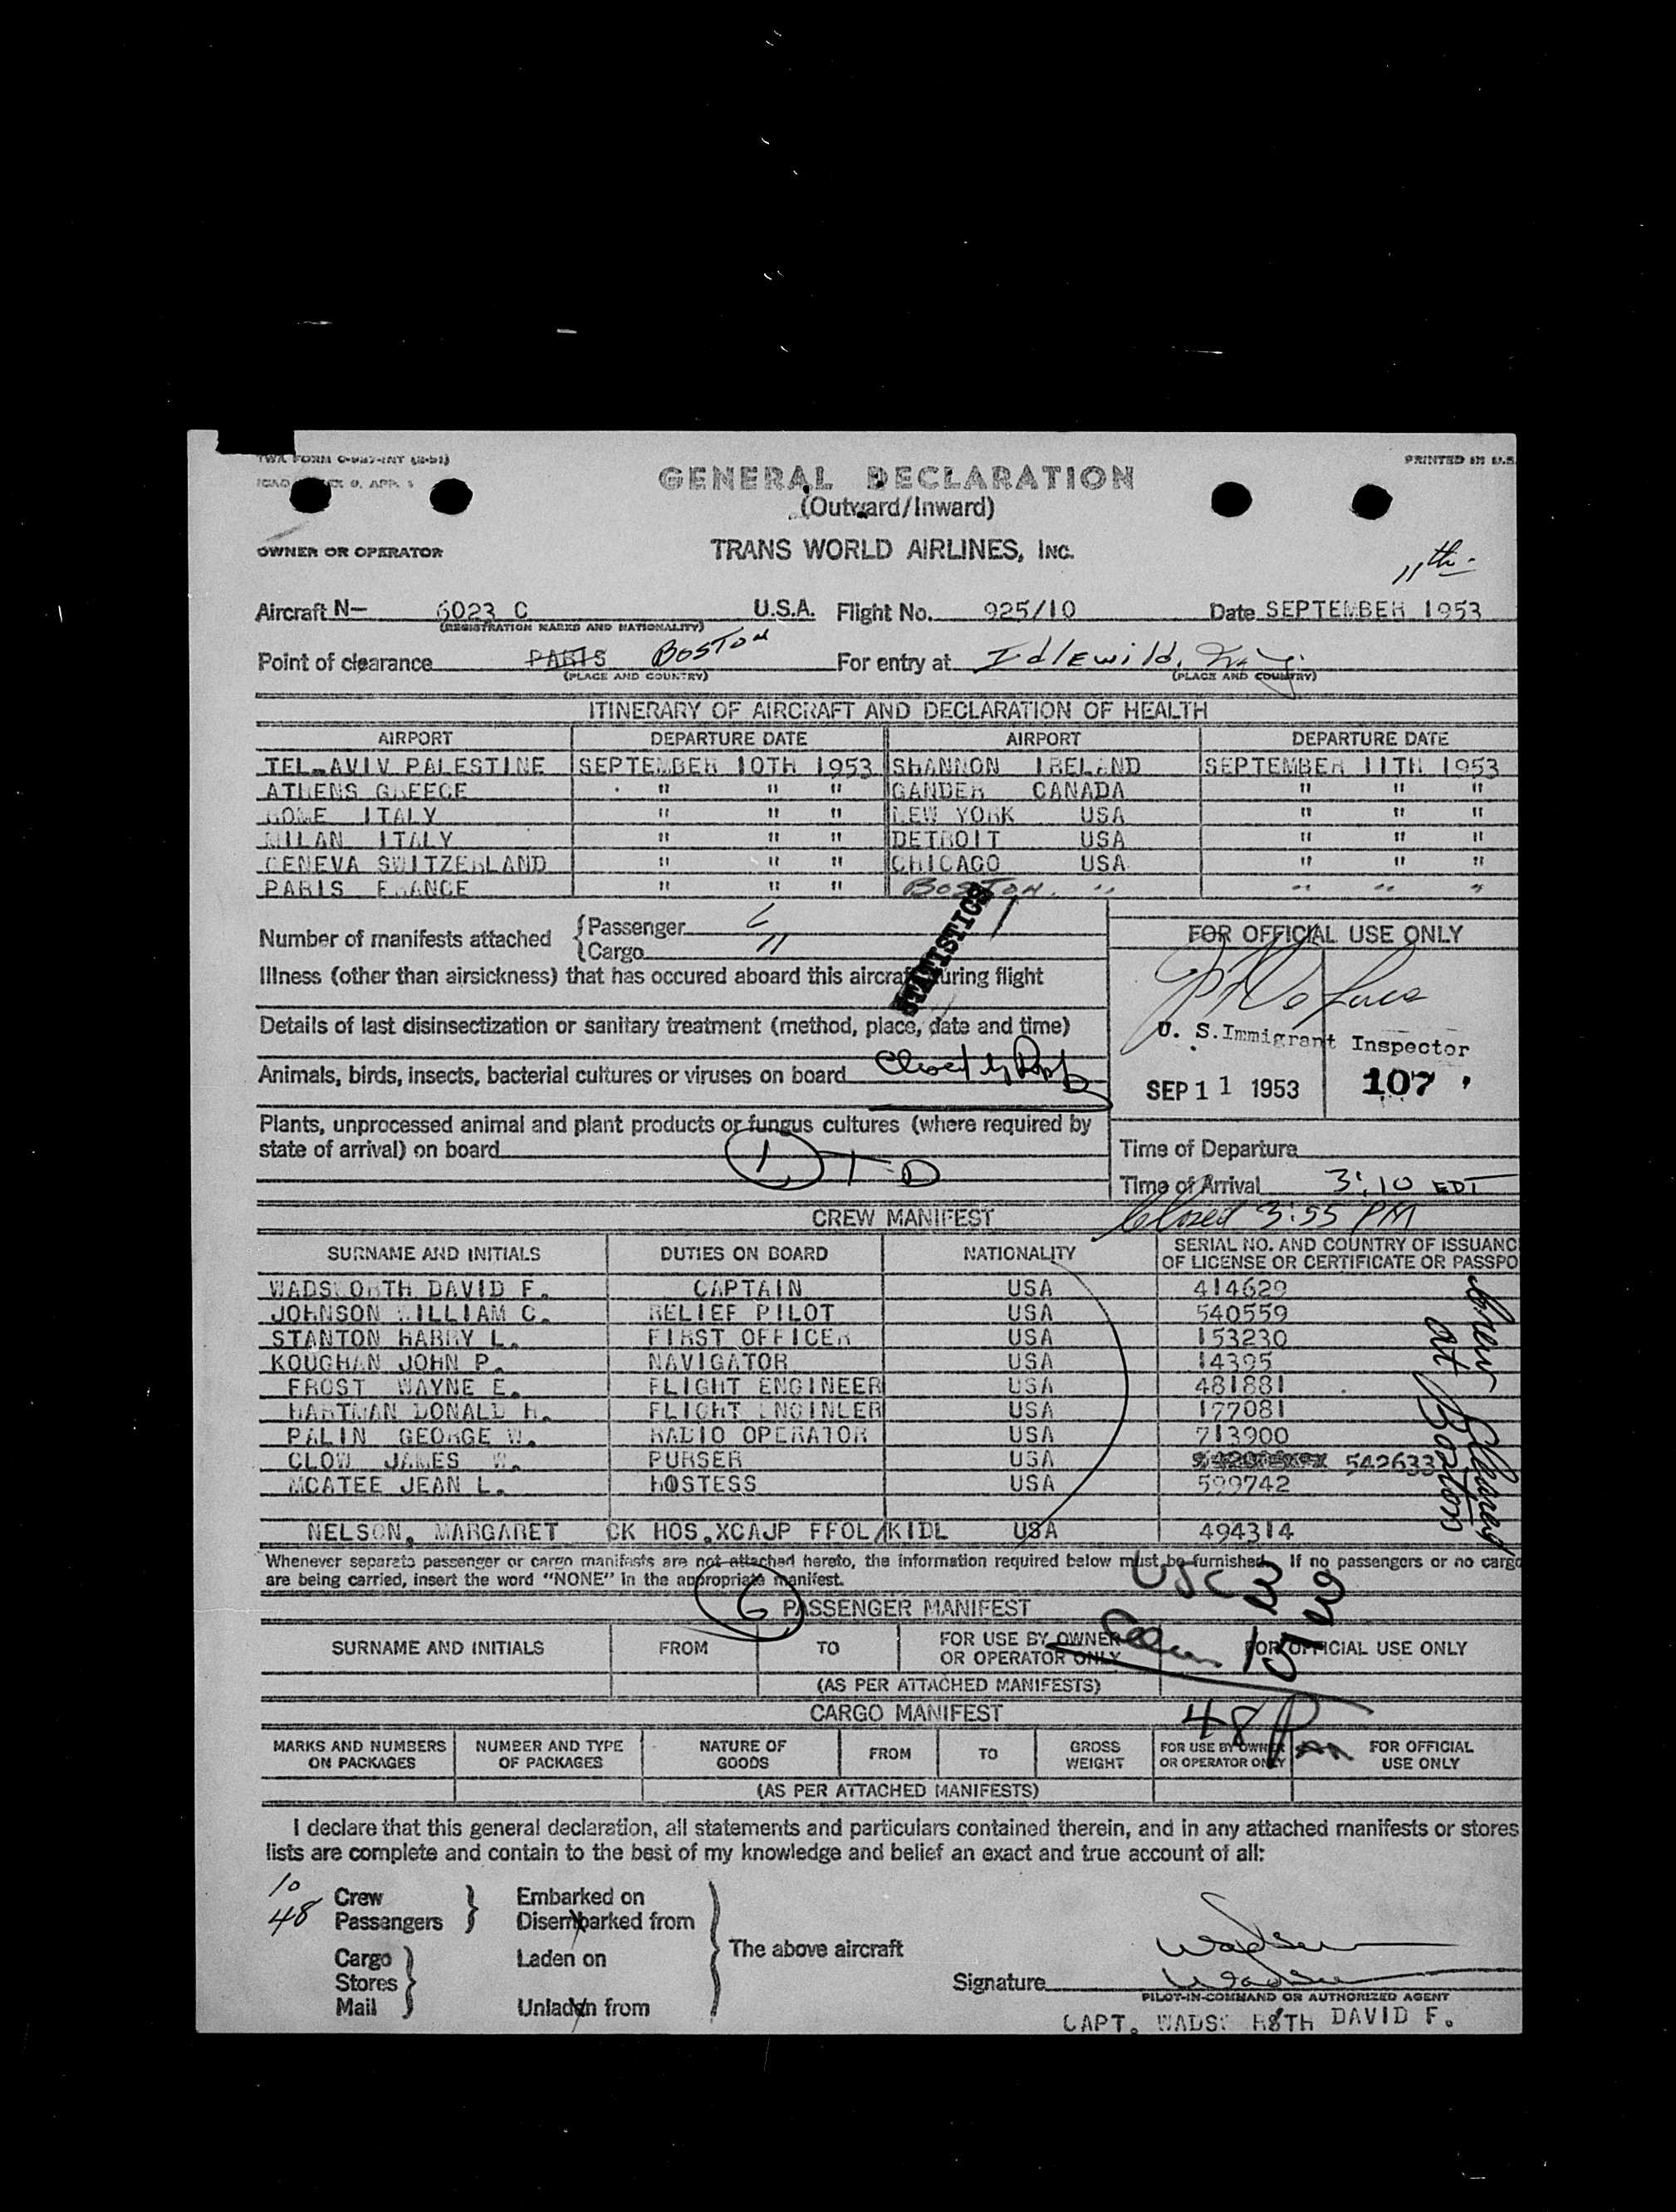 TWA FORM
PRINTED IN U.S.
ICAO
GENERAL DECLARATION
(Outward/Inward)
OWNER OR OPERATOR TRANS WORLD AIRLINES, INC.
11th
Aircraft N- 6023 C U.S.A. Flight No. 925/10 Date SEPTEMBER 1953
(REGISTRATION MARKS AND NATIONALITY)
Point of clearance PARIS BOSTON For entry at Idlewild, N.Y.
(PLACE AND COUNTRY) (PLACE AND COUNTRY)
ITINERARY OF AIRCRAFT AND DECLARATION OF HEALTH
AIRPORT DEPARTURE DATE AIRPORT DEPARTURE DATE
TEL-AVIV PALESTINE SEPTEMBER 10TH 1953 SHANNON IRELAND SEPTEMBER 11TH 1953
ATHENS GREECE " " " GANDER CANADA " " "
ROME ITALY " " " NEW YORK USA " " "
MILAN ITALY " " " DETROIT USA " " "
GENEVA SWITZERLAND " " " CHICAGO USA " " "
PARIS FRANCE " " " BOSTON. " " " "
STATISTICS
Number of manifests attached {Passenger 6
{Cargo 11
FOR OFFICIAL USE ONLY
Illness (other than airsickness) that has occured aboard this aircraft during flight
Details of last disinsectization or sanitary treatment (method, place, date and time)
U. S. Immigrant Inspector
Animals, birds, insects, bacterial cultures or viruses on board
SEP 11 1953 107
Plants, unprocessed animal and plant products or fungus cultures (where required by
state of arrival) on board 1
Time of Departure
Time of Arrival 3:10 EDT
Closed 3:55 PM
CREW MANIFEST
SURNAME AND INITIALS DUTIES ON BOARD NATIONALITY SERIAL NO. AND COUNTRY OF ISSUANC
OF LICENSE OR CERTIFICATE OR PASSPO
WADSWORTH DAVID F. CAPTAIN USA 414629
JOHNSON WILLIAM C. RELIEF PILOT USA 540559
STANTON HARRY L. FIRST OFFICER USA 153230
KOUGHAN JOHN P. NAVIGATOR USA 14395
FROST WAYNE E. FLIGHT ENGINEER USA 481881
HARTMAN DONALD H. FLIGHT ENGINEER USA 177081
PALIN GEORGE W. RADIO OPERATOR USA 713900
CLOW JAMES W. PURSER USA 542633
MCATEE JEAN L. HOSTESS USA 599742
NELSON, MARGARET CK HOS.XCAJP FFOL/KIDL USA 494314
Crew Cleared
at Boston
Whenever separate passenger or cargo manifests are not attached hereto, the information required below must be furnished. If no passengers or no cargo
are being carried, insert the word "NONE" in the appropriate manifest.
USC
6 PASSENGER MANIFEST
SURNAME AND INITIALS FROM TO FOR USE BY OWNER
OR OPERATOR ONLY FOR OFFICIAL USE ONLY
(AS PER ATTACHED MANIFESTS)
CARGO MANIFEST
48
MARKS AND NUMBERS
ON PACKAGES NUMBER AND TYPE
OF PACKAGES NATURE OF
GOODS FROM TO GROSS
WEIGHT FOR USE BY OWNER
OR OPERATOR ONLY FOR OFFICIAL
USE ONLY
(AS PER ATTACHED MANIFESTS)
I declare that this general declaration, all statements and particulars contained therein, and in any attached manifests or stores
lists are complete and contain to the best of my knowledge and belief an exact and true account of all:
10 Crew } Embarked on
48 Passengers } Disembarked from
The above aircraft
Cargo } Laden on
Stores
Mail Unladen from
Signature
PILOT-IN-COMMAND OR AUTHORIZED AGENT
CAPT. WADSWORTH DAVID F.